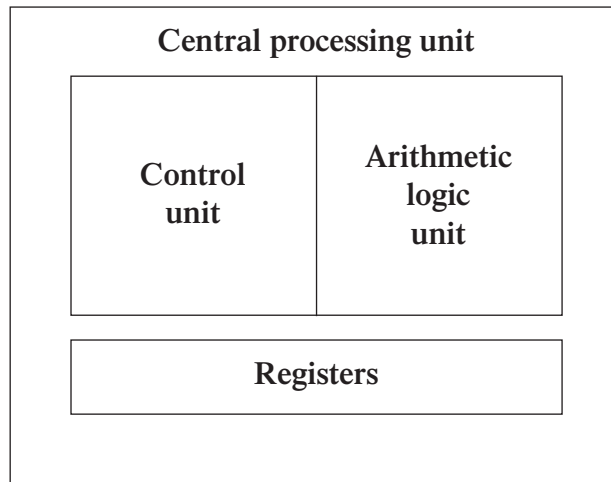 Central processing unit
Control
unit
Arithmetic
logic
unit
Registers